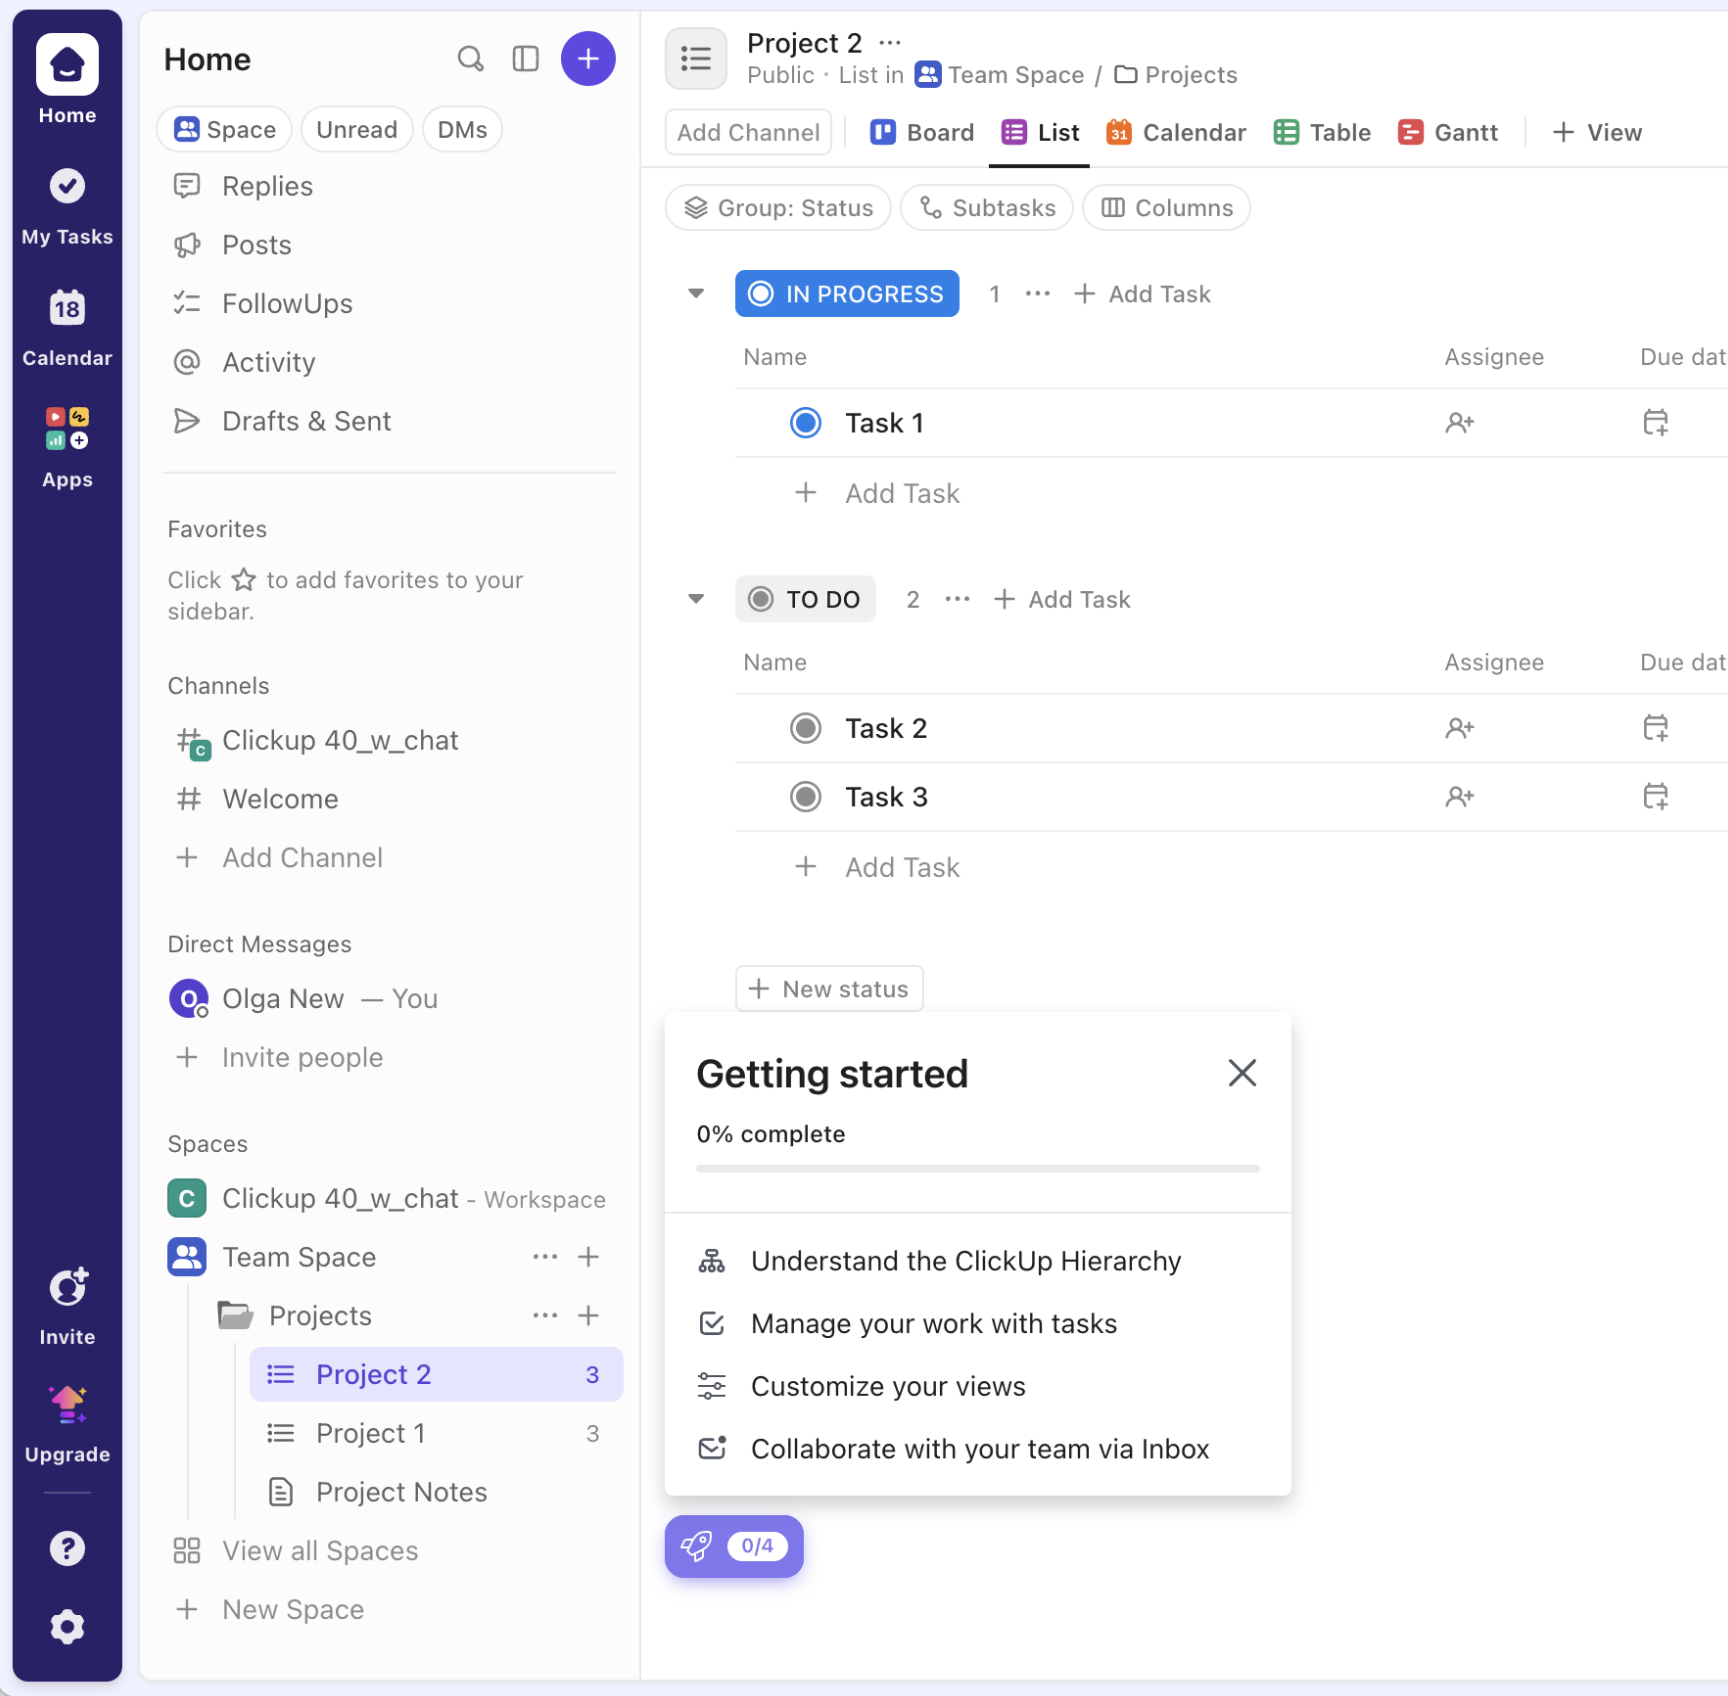 Home
My Tasks
18
Calendar
Apps
Invite
Upgrade
?
Home
Space Unread DMs
Replies
Posts
FollowUps
Activity
Drafts & Sent
Favorites
Click to add favorites to your
sidebar.
Channels
C Clickup 40_w_chat
Welcome
+ Add Channel
Direct Messages
O Olga New — You
+ Invite people
Spaces
C Clickup 40_w_chat - Workspace
Team Space ··· +
Projects ··· +
Project 2 3
Project 1 3
Project Notes
View all Spaces
+ New Space
Project 2 ···
Public · List in Team Space / Projects
Add Channel Board List 31 Calendar Table Gantt + View
Group: Status Subtasks Columns
IN PROGRESS 1 ··· + Add Task
Name Assignee Due dat
Task 1
+ Add Task
TO DO 2 ··· + Add Task
Name Assignee Due dat
Task 2
Task 3
+ Add Task
+ New status
Getting started
0% complete
Understand the ClickUp Hierarchy
Manage your work with tasks
Customize your views
Collaborate with your team via Inbox
0/4